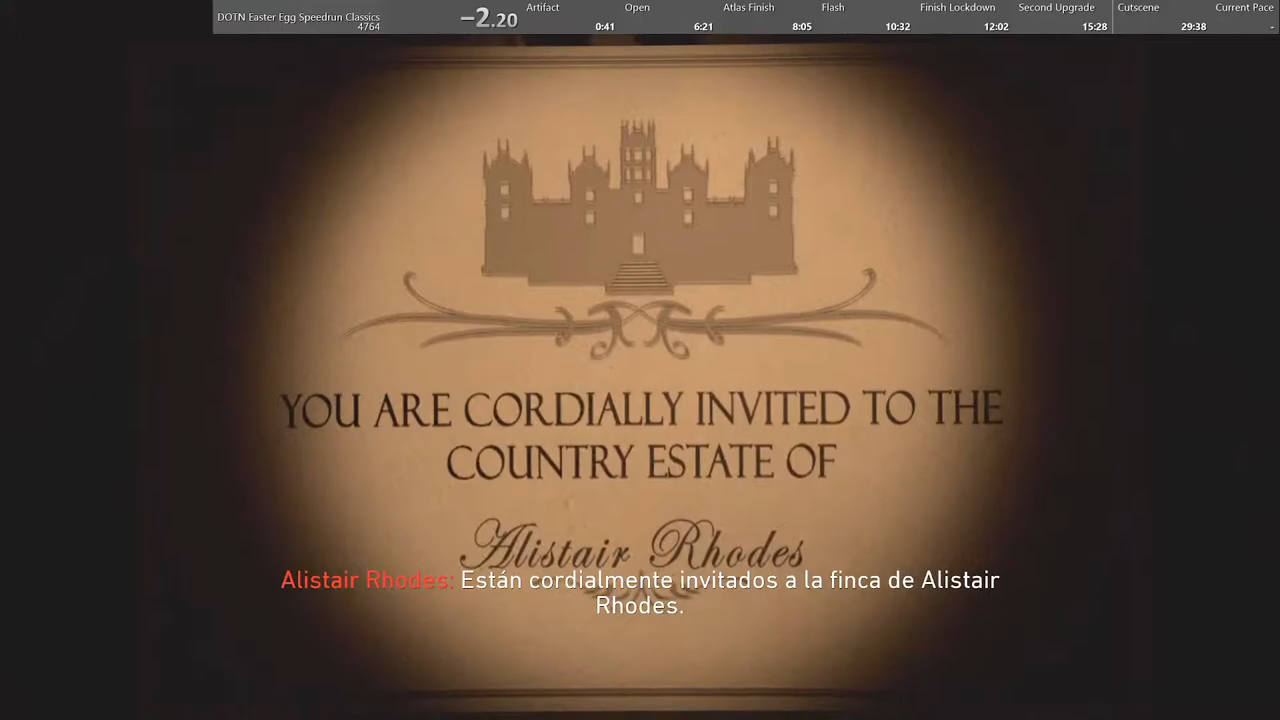 DOTN Easter Egg Speedrun Classics
4764
−2.20
Artifact
0:41
Open
6:21
Atlas Finish
8:05
Flash
10:32
Finish Lockdown
12:02
Second Upgrade
15:28
Cutscene
29:38
Current Pace
-
YOU ARE CORDIALLY INVITED TO THE
COUNTRY ESTATE OF
Alistair Rhodes
Alistair Rhodes: Están cordialmente invitados a la finca de Alistair
Rhodes.